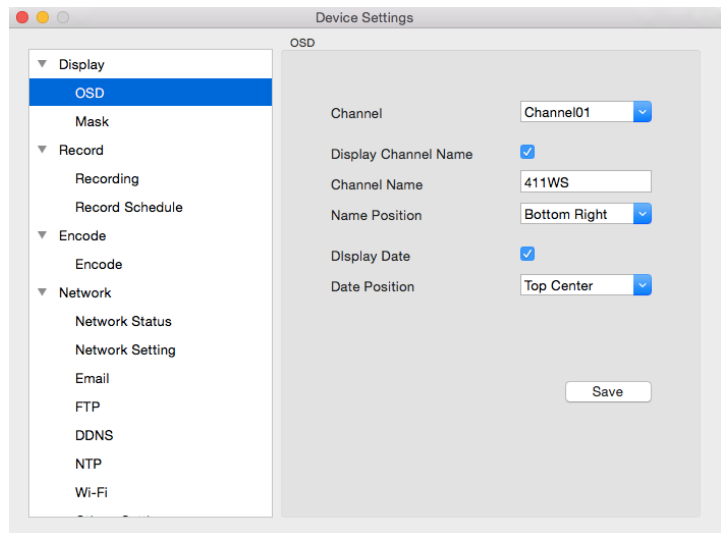 Device Settings
OSD
Display
OSD
Mask
Record
Recording
Record Schedule
Encode
Encode
Network
Network Status
Network Setting
Email
FTP
DDNS
NTP
Wi-Fi
Channel
Channel01
Display Channel Name
Channel Name
411WS
Name Position
Bottom Right
DIsplay Date
Date Position
Top Center
Save